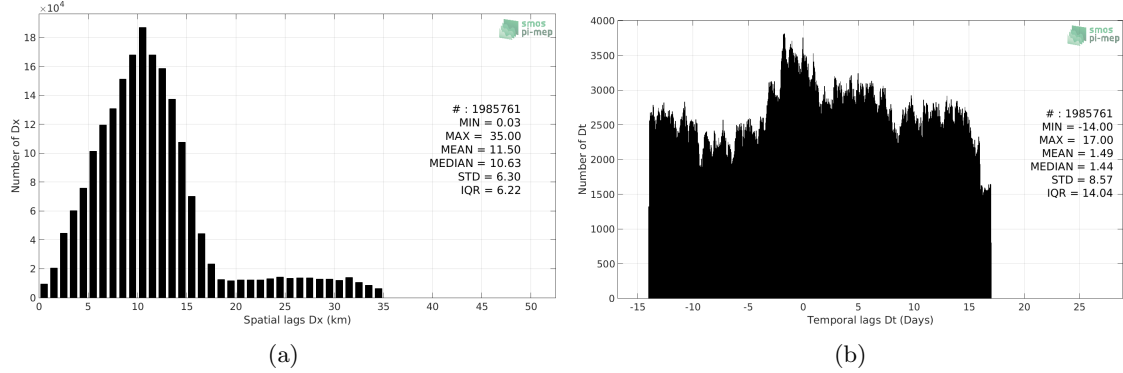 ×10⁴
18
16
14
12
10
8
6
4
2
0
Number of Dx
smos
pi-mep
# : 1985761
MIN = 0.03
MAX = 35.00
MEAN = 11.50
MEDIAN = 10.63
STD = 6.30
IQR = 6.22
0 5 10 15 20 25 30 35 40 45 50
Spatial lags Dx (km)
(a)
4000
3500
3000
2500
2000
1500
1000
500
0
Number of Dt
smos
pi-mep
# : 1985761
MIN = -14.00
MAX = 17.00
MEAN = 1.49
MEDIAN = 1.44
STD = 8.57
IQR = 14.04
-15 -10 -5 0 5 10 15 20 25
Temporal lags Dt (Days)
(b)